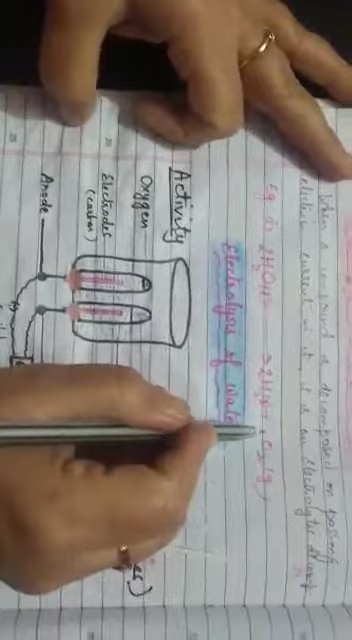 When a compound is decomposed on passing
electric current in it, it is an Electrolytic
Eg 2H₂O(l) → 2H₂(g) + O₂(g)
Electrolysis of water
Activity
Oxygen
Electrodes
(carbon)
Anode